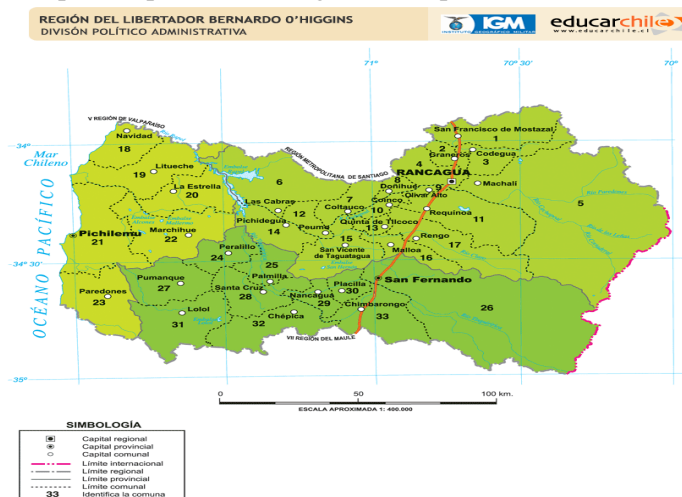 REGIÓN DEL LIBERTADOR BERNARDO O'HIGGINS
DIVISÓN POLÍTICO ADMINISTRATIVA
IGM
INSTITUTO GEOGRÁFICO MILITAR
educarchile
www.educarchile.cl
71°
70° 30'
70°
V REGIÓN DE VALPARAÍSO
REGIÓN METROPOLITANA DE SANTIAGO
34°
Mar
Chileno
OCÉANO PACÍFICO
Navidad
18
Litueche
19
La Estrella
20
Pichilemu
21
Marchihue
22
Paredones
23
San Francisco de Mostazal
1
2
Graneros
Codegua
3
4
RANCAGUA
Machalí
5
6
Las Cabras
7
8
Doñihue
9
Olivar Alto
Coltauco
Coinco
10
Requinoa
11
12
Pichidegua
14
Peumo
Quinta de Tilcoco
13
15
San Vicente
de Taguatagua
Rengo
17
Malloa
16
34° 30'
Peralillo
24
25
Pumanque
27
Palmilla
Santa Cruz
28
Placilla
30
Nancagua
29
San Fernando
26
Lolol
31
32
Chépica
Chimbarongo
33
VII REGIÓN DEL MAULE
35°
0
50
100 km.
ESCALA APROXIMADA 1: 400.000
SIMBOLOGÍA
Capital regional
Capital provincial
Capital comunal
Límite internacional
Límite regional
Límite provincial
Límite comunal
33 Identifica la comuna